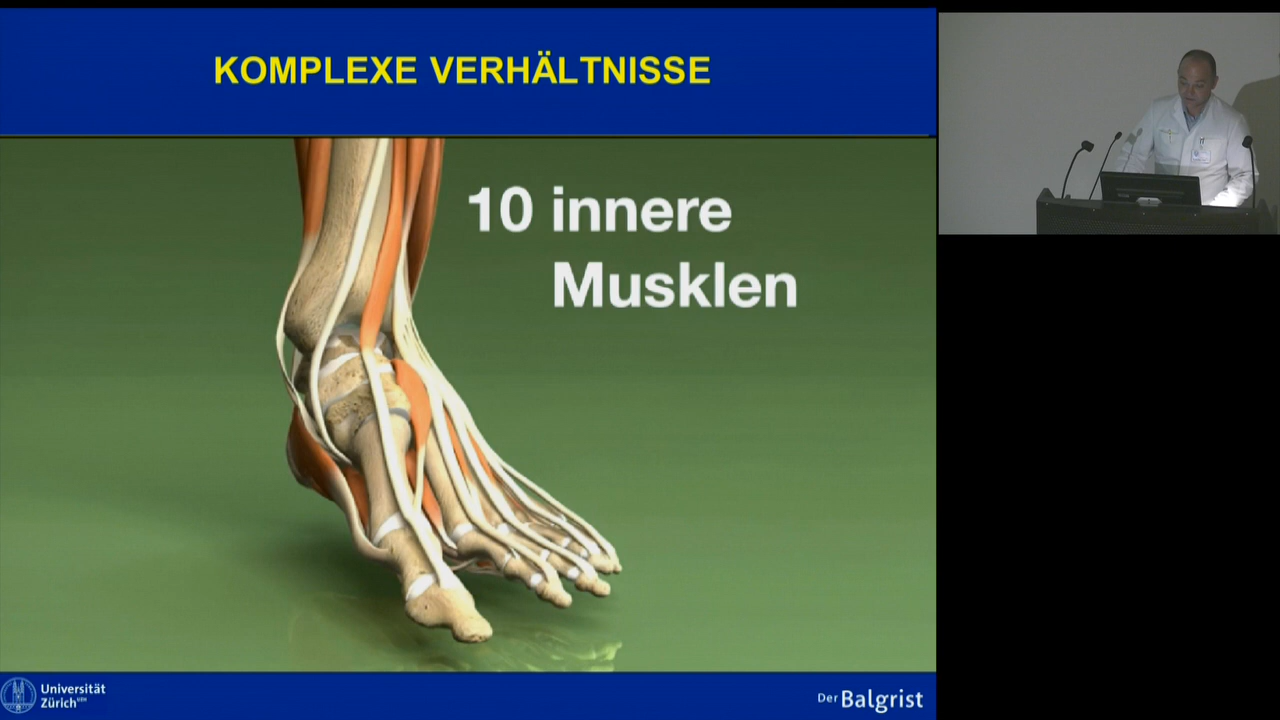 KOMPLEXE VERHÄLTNISSE
10 innere
Musklen
Universität
Zürich
Der Balgrist